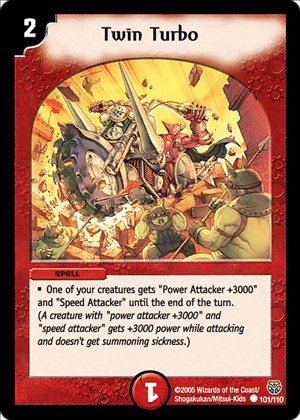 2
Twin Turbo
SPELL
▪ One of your creatures gets "Power Attacker +3000"
and "Speed Attacker" until the end of the turn.
(A creature with "power attacker +3000" and
"speed attacker" gets +3000 power while attacking
and doesn't get summoning sickness.)
1
©2005 Wizards of the Coast/
Shogakukan/Mitsui-Kids ● 101/110